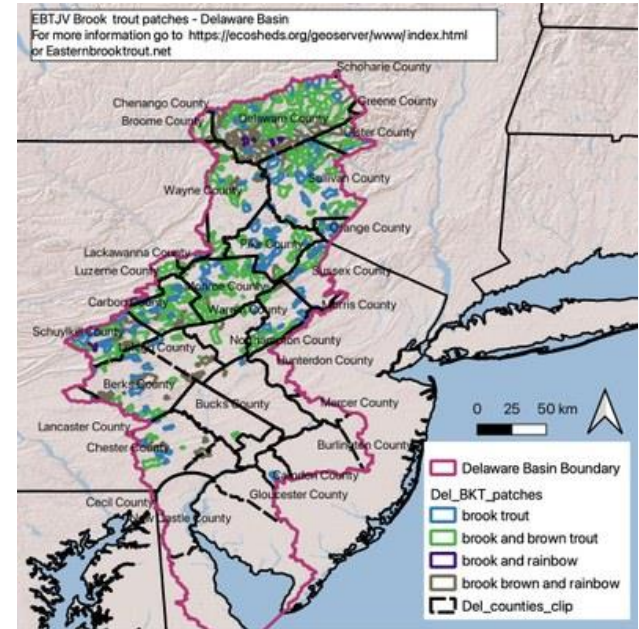 EBTJV Brook trout patches - Delaware Basin
For more information go to https://ecosheds.org/geoserver/www/index.html
or Easternbrooktrout.net
Schoharie County
Chenango County
Greene County
Broome County
Delaware County
Ulster County
Sullivan County
Wayne County
Orange County
Pike County
Lackawanna County
Luzerne County
Sussex County
Monroe County
Carbon County
Morris County
Warren County
Schuylkill County
Lehigh County
Northampton County
Hunterdon County
Berks County
Bucks County
Mercer County
Lancaster County
Chester County
Burlington County
Camden County
Gloucester County
Cecil County
New Castle County
0 25 50 km
Delaware Basin Boundary
Del_BKT_patches
brook trout
brook and brown trout
brook and rainbow
brook brown and rainbow
Del_counties_clip